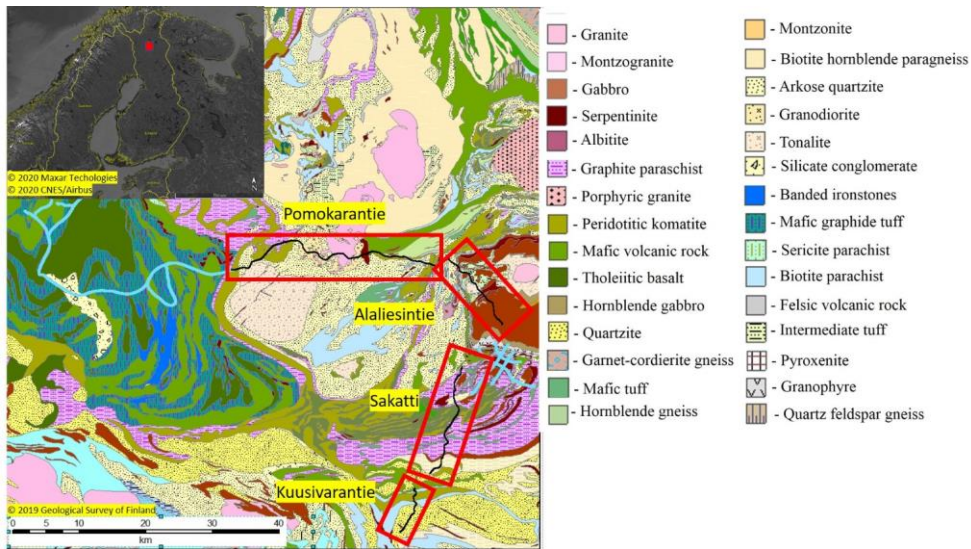 © 2020 Maxar Techologies
© 2020 CNES/Airbus
N
Pomokarantie
Alaliesintie
Sakatti
Kuusivarantie
© 2019 Geological Survey of Finland
0 5 10 20 30 40
km
- Granite
- Montzogranite
- Gabbro
- Serpentinite
- Albitite
- Graphite paraschist
- Porphyric granite
- Peridotitic komatite
- Mafic volcanic rock
- Tholeiitic basalt
- Hornblende gabbro
- Quartzite
- Garnet-cordierite gneiss
- Mafic tuff
- Hornblende gneiss
- Montzonite
- Biotite hornblende paragneiss
- Arkose quartzite
- Granodiorite
- Tonalite
- Silicate conglomerate
- Banded ironstones
- Mafic graphide tuff
- Sericite parachist
- Biotite parachist
- Felsic volcanic rock
- Intermediate tuff
- Pyroxenite
- Granophyre
- Quartz feldspar gneiss